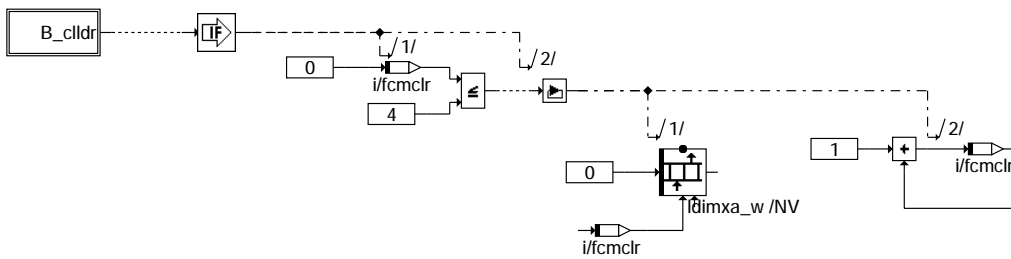 B_clldr
IF
/1/
/2/
0
i/fcmclr
4
≤
/1/
/2/
0
1
+
i/fcmclr
ldimxa_w /NV
i/fcmclr